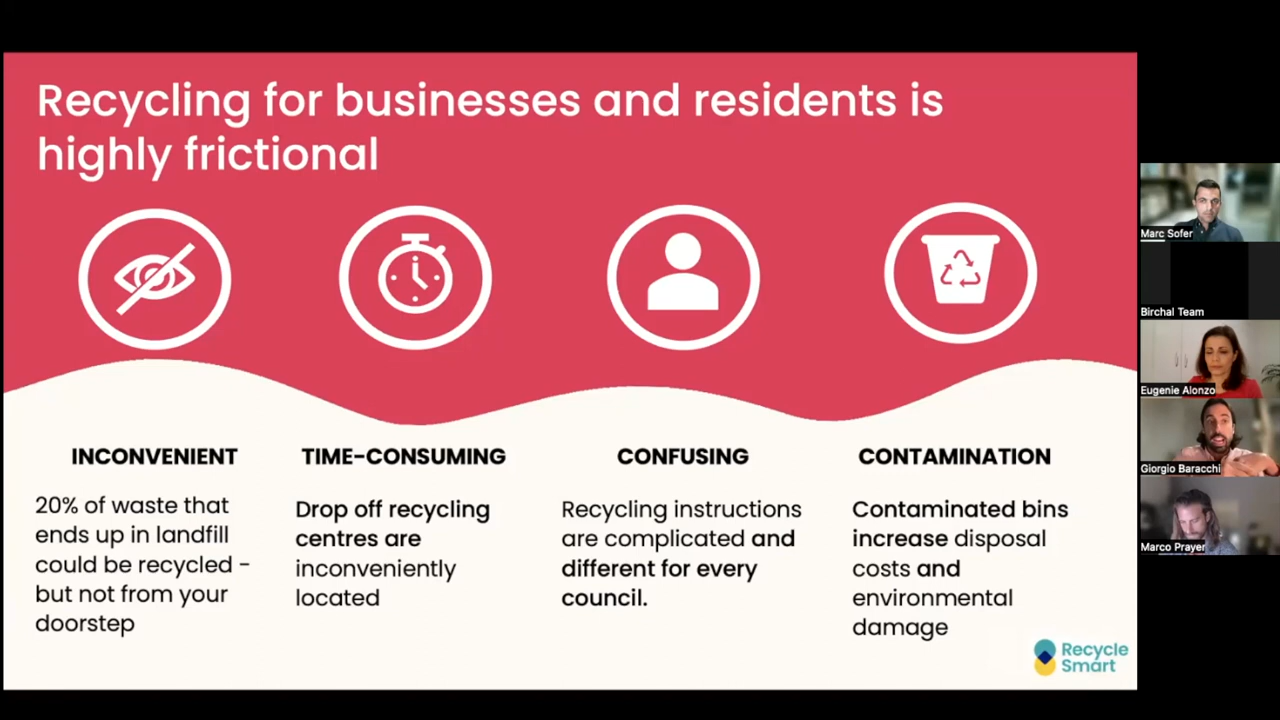 Recycling for businesses and residents is
highly frictional
INCONVENIENT
20% of waste that
ends up in landfill
could be recycled -
but not from your
doorstep
TIME-CONSUMING
Drop off recycling
centres are
inconveniently
located
CONFUSING
Recycling instructions
are complicated and
different for every
council.
CONTAMINATION
Contaminated bins
increase disposal
costs and
environmental
damage
Recycle
Smart
Marc Sofer
Birchal Team
Eugenie Alonzo
Giorgio Baracchi
Marco Prayer